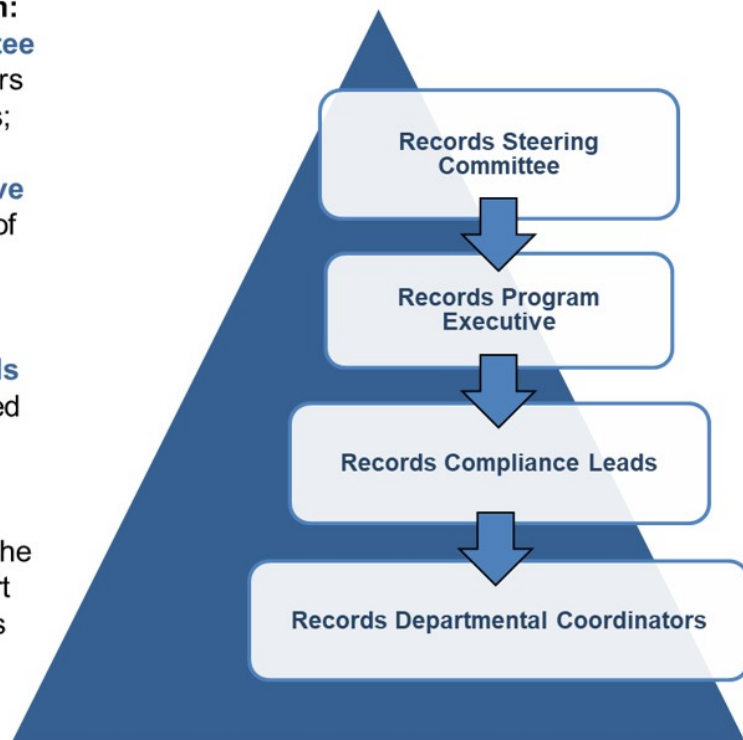 tee
rs
s;
ve
of
ls
ed
he
rt
s
Records Steering
Committee
Records Program
Executive
Records Compliance Leads
Records Departmental Coordinators